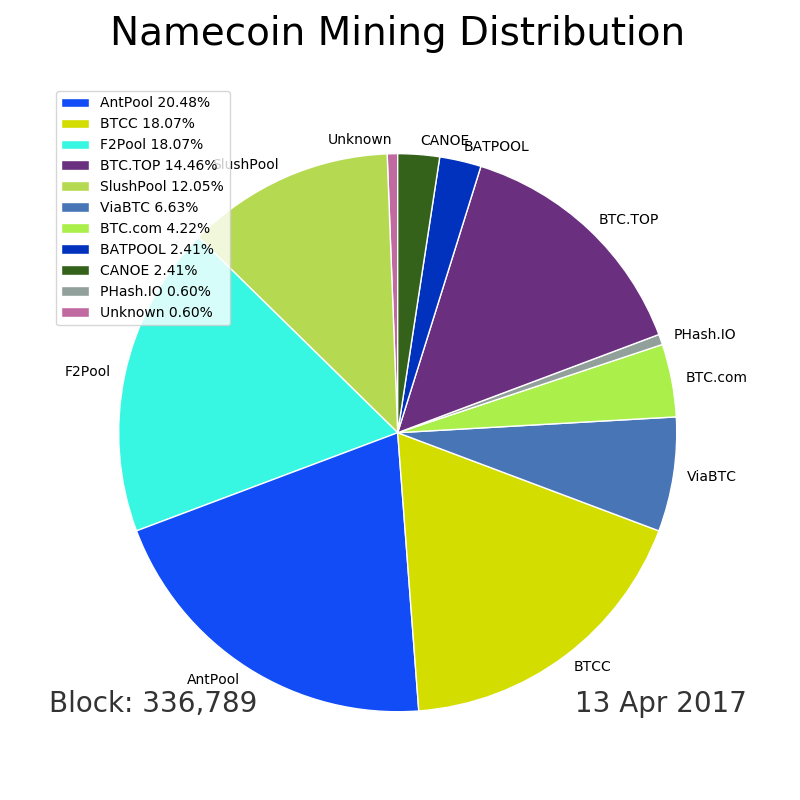 Namecoin Mining Distribution
AntPool 20.48%
BTCC 18.07%
F2Pool 18.07%
BTC.TOP 14.46%
SlushPool 12.05%
ViaBTC 6.63%
BTC.com 4.22%
BATPOOL 2.41%
CANOE 2.41%
PHash.IO 0.60%
Unknown 0.60%
Unknown
CANOE
BATPOOL
SlushPool
BTC.TOP
PHash.IO
F2Pool
BTC.com
ViaBTC
BTCC
AntPool
Block: 336,789
13 Apr 2017